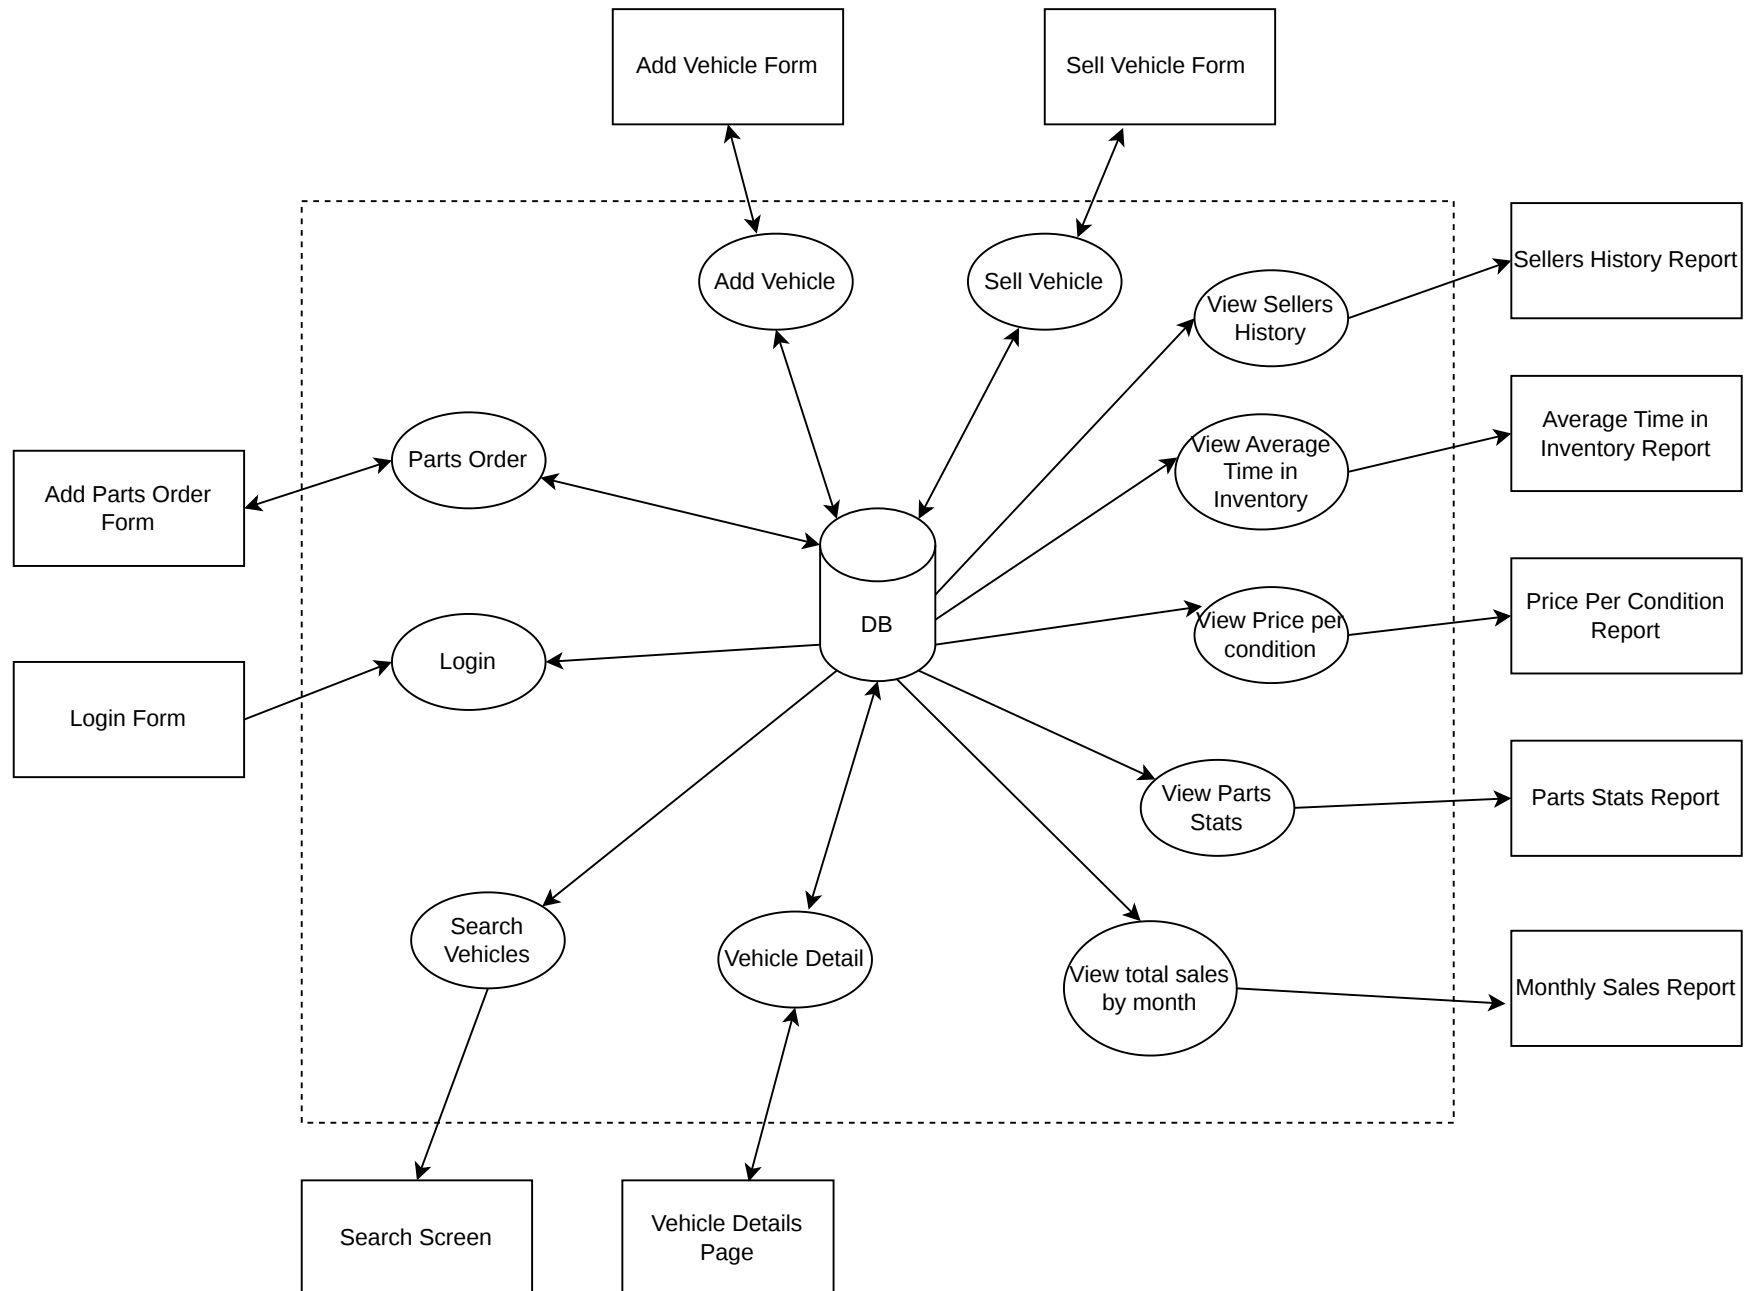 Add Vehicle Form
Sell Vehicle Form
Add Vehicle
Sell Vehicle
View Sellers
History
Sellers History Report
Parts Order
View Average
Time in
Inventory
Average Time in
Inventory Report
Add Parts Order
Form
DB
View Price per
condition
Price Per Condition
Report
Login
Login Form
View Parts
Stats
Parts Stats Report
Search
Vehicles
Vehicle Detail
View total sales
by month
Monthly Sales Report
Search Screen
Vehicle Details
Page